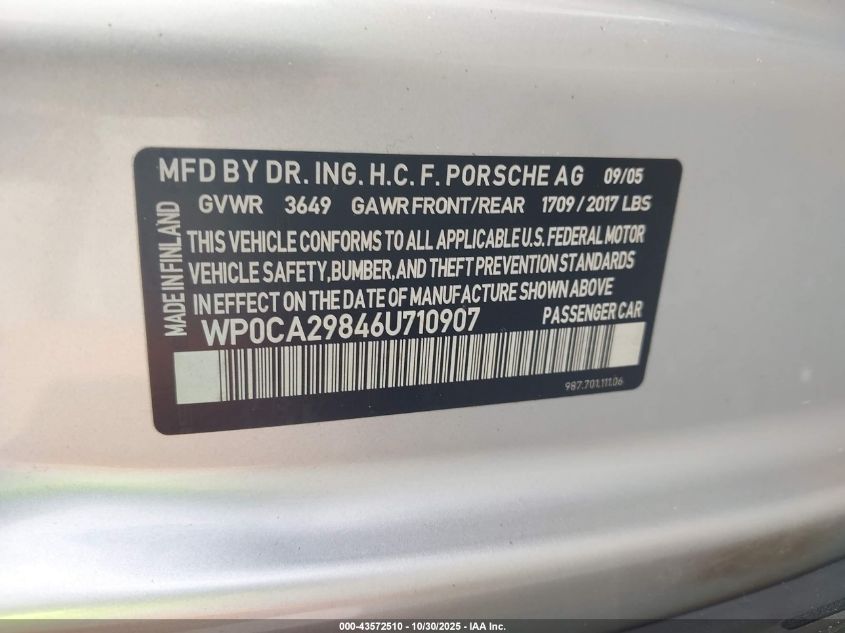 MFD BY DR. ING. H.C. F. PORSCHE AG 09/05
GVWR 3649 GAWR FRONT/REAR 1709 / 2017 LBS
THIS VEHICLE CONFORMS TO ALL APPLICABLE U.S. FEDERAL MOTOR
VEHICLE SAFETY, BUMBER, AND THEFT PREVENTION STANDARDS
IN EFFECT ON THE DATE OF MANUFACTURE SHOWN ABOVE
WP0CA29846U710907 PASSENGER CAR
MADE IN FINLAND
987.701.111.06
000-43572510 - 10/30/2025 - IAA Inc.